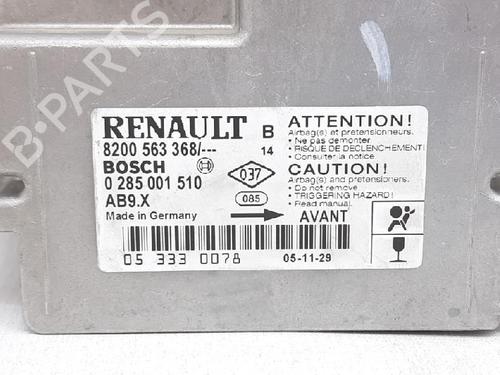 B-PARTS
RENAULT B
8200 563 368/--- 14
BOSCH
0 285 001 510
AB9.X
Made in Germany
037
085
AVANT
ATTENTION!
Airbag(s) et pretensionneurs.
• Ne pas demonter.
• RISQUE DE DECLENCHEMENT!
• Consulter la notice.
CAUTION!
Airbag(s) and pretensioners.
• Do not remove.
• TRIGGERING HAZARD!
• Read manual.
05 333 0078 05-11-29